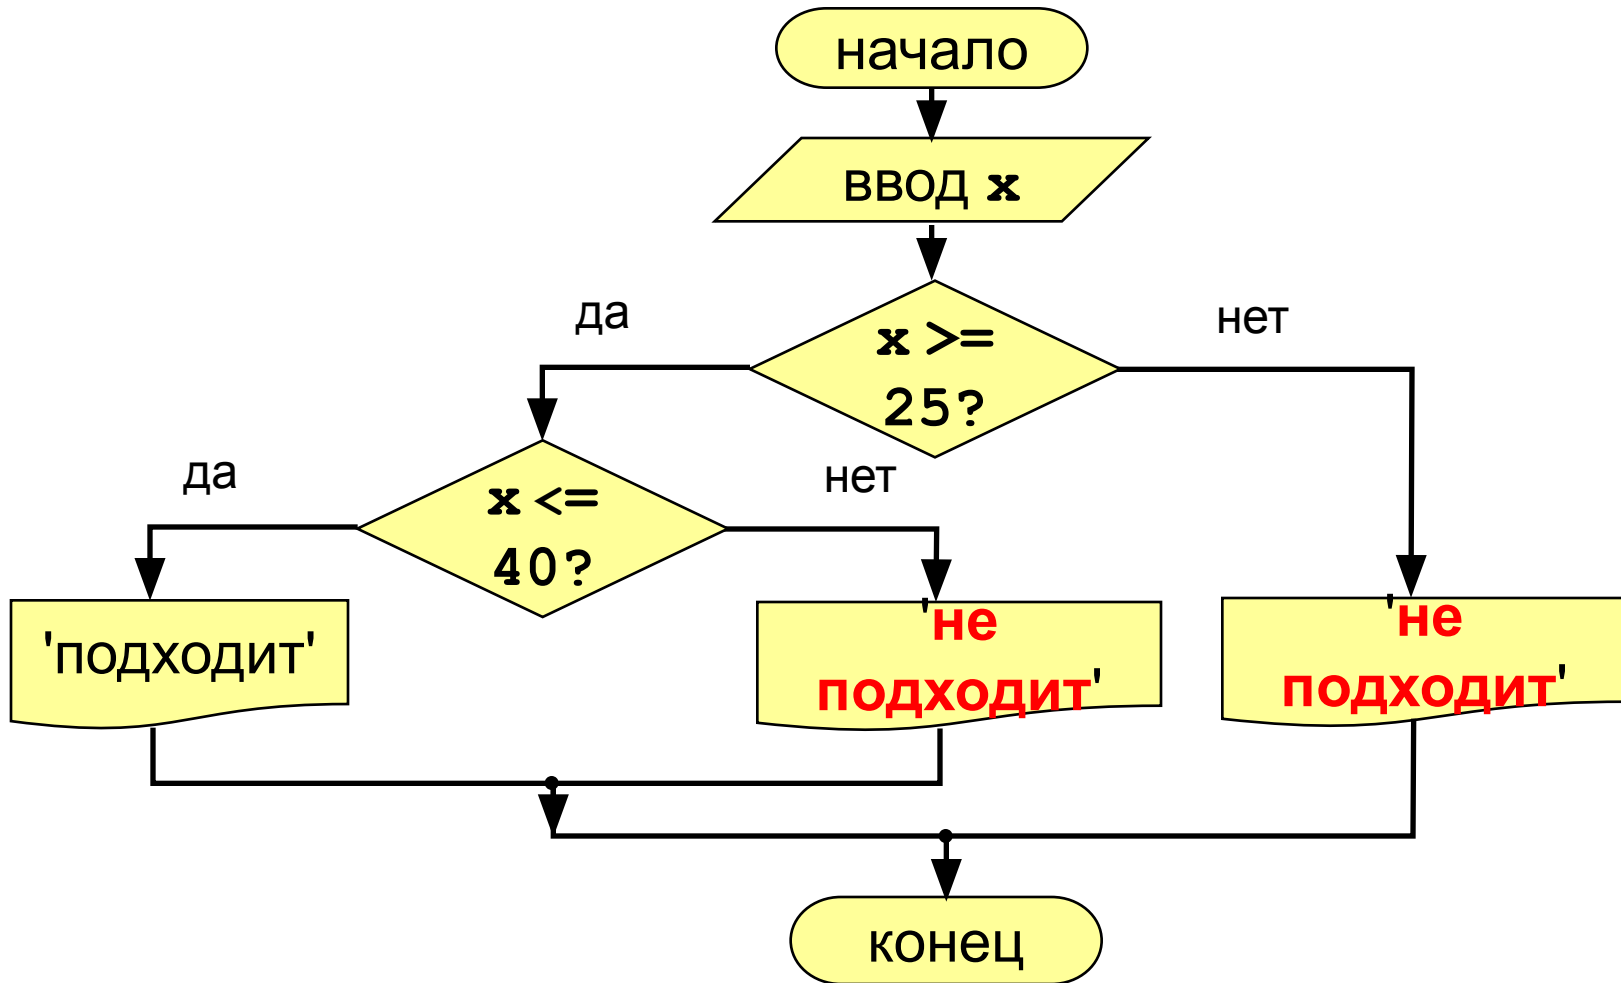 начало
ввод x
да
нет
x >=
25?
да
нет
x <=
40?
'подходит'
'не
подходит'
'не
подходит'
конец